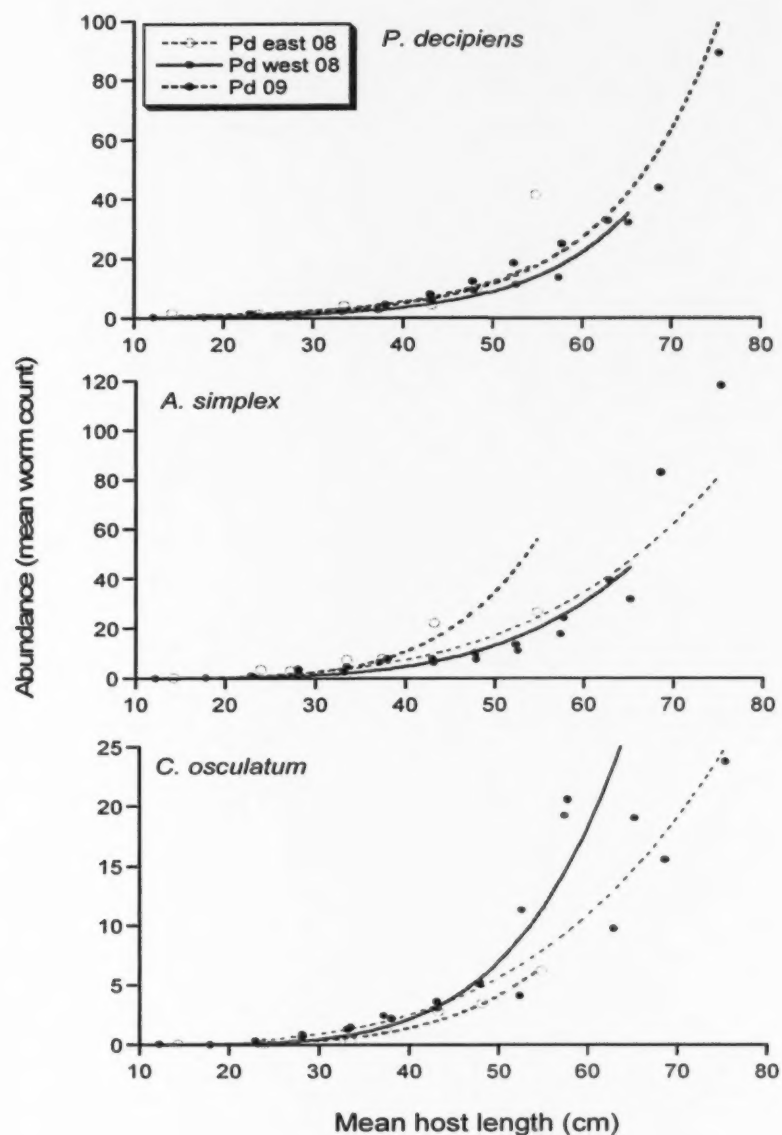 100
Pd east 08
Pd west 08
Pd 09
P. decipiens
80
60
40
20
0
10 20 30 40 50 60 70 80
Abundance (mean worm count)
120
A. simplex
100
80
60
40
20
0
10 20 30 40 50 60 70 80
25
C. osculatum
20
15
10
5
0
10 20 30 40 50 60 70 80
Mean host length (cm)